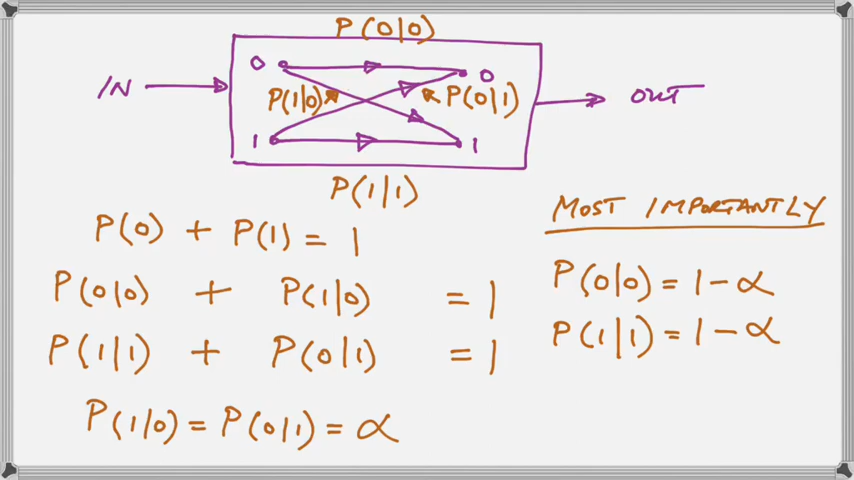 P(0|0)
IN 0 0 OUT
P(1|0) P(0|1)
1 1
P(1|1)
P(0) + P(1) = 1
P(0|0) + P(1|0) = 1
P(1|1) + P(0|1) = 1
P(1|0) = P(0|1) = α
MOST IMPORTANTLY
P(0|0) = 1 - α
P(1|1) = 1 - α